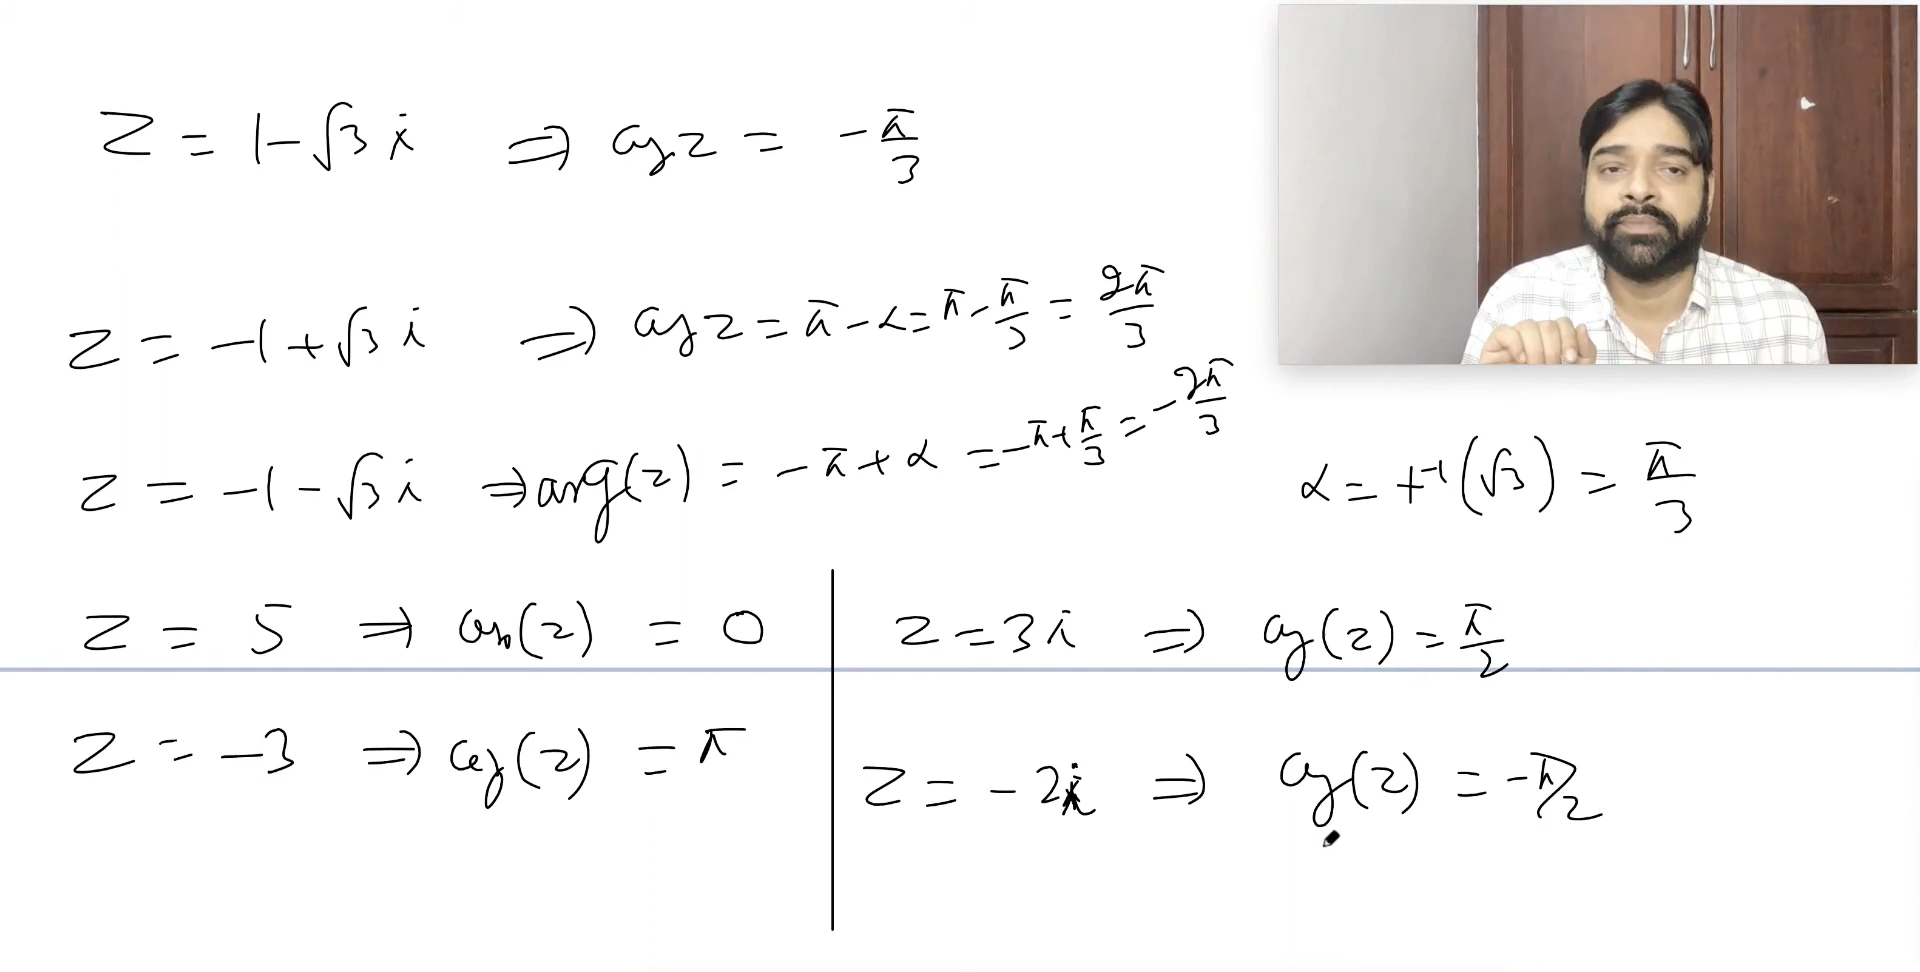 z = 1 - √3 i ⇒ arg z = -π/3
z = -1 + √3 i ⇒ arg z = π - α = π - π/3 = 2π/3
z = -1 - √3 i ⇒ arg(z) = -π + α = -π + π/3 = -2π/3
α = t⁻¹(√3) = π/3
z = 5 ⇒ arg(z) = 0
z = -3 ⇒ arg(z) = π
z = 3i ⇒ arg(z) = π/2
z = -2i ⇒ arg(z) = -π/2